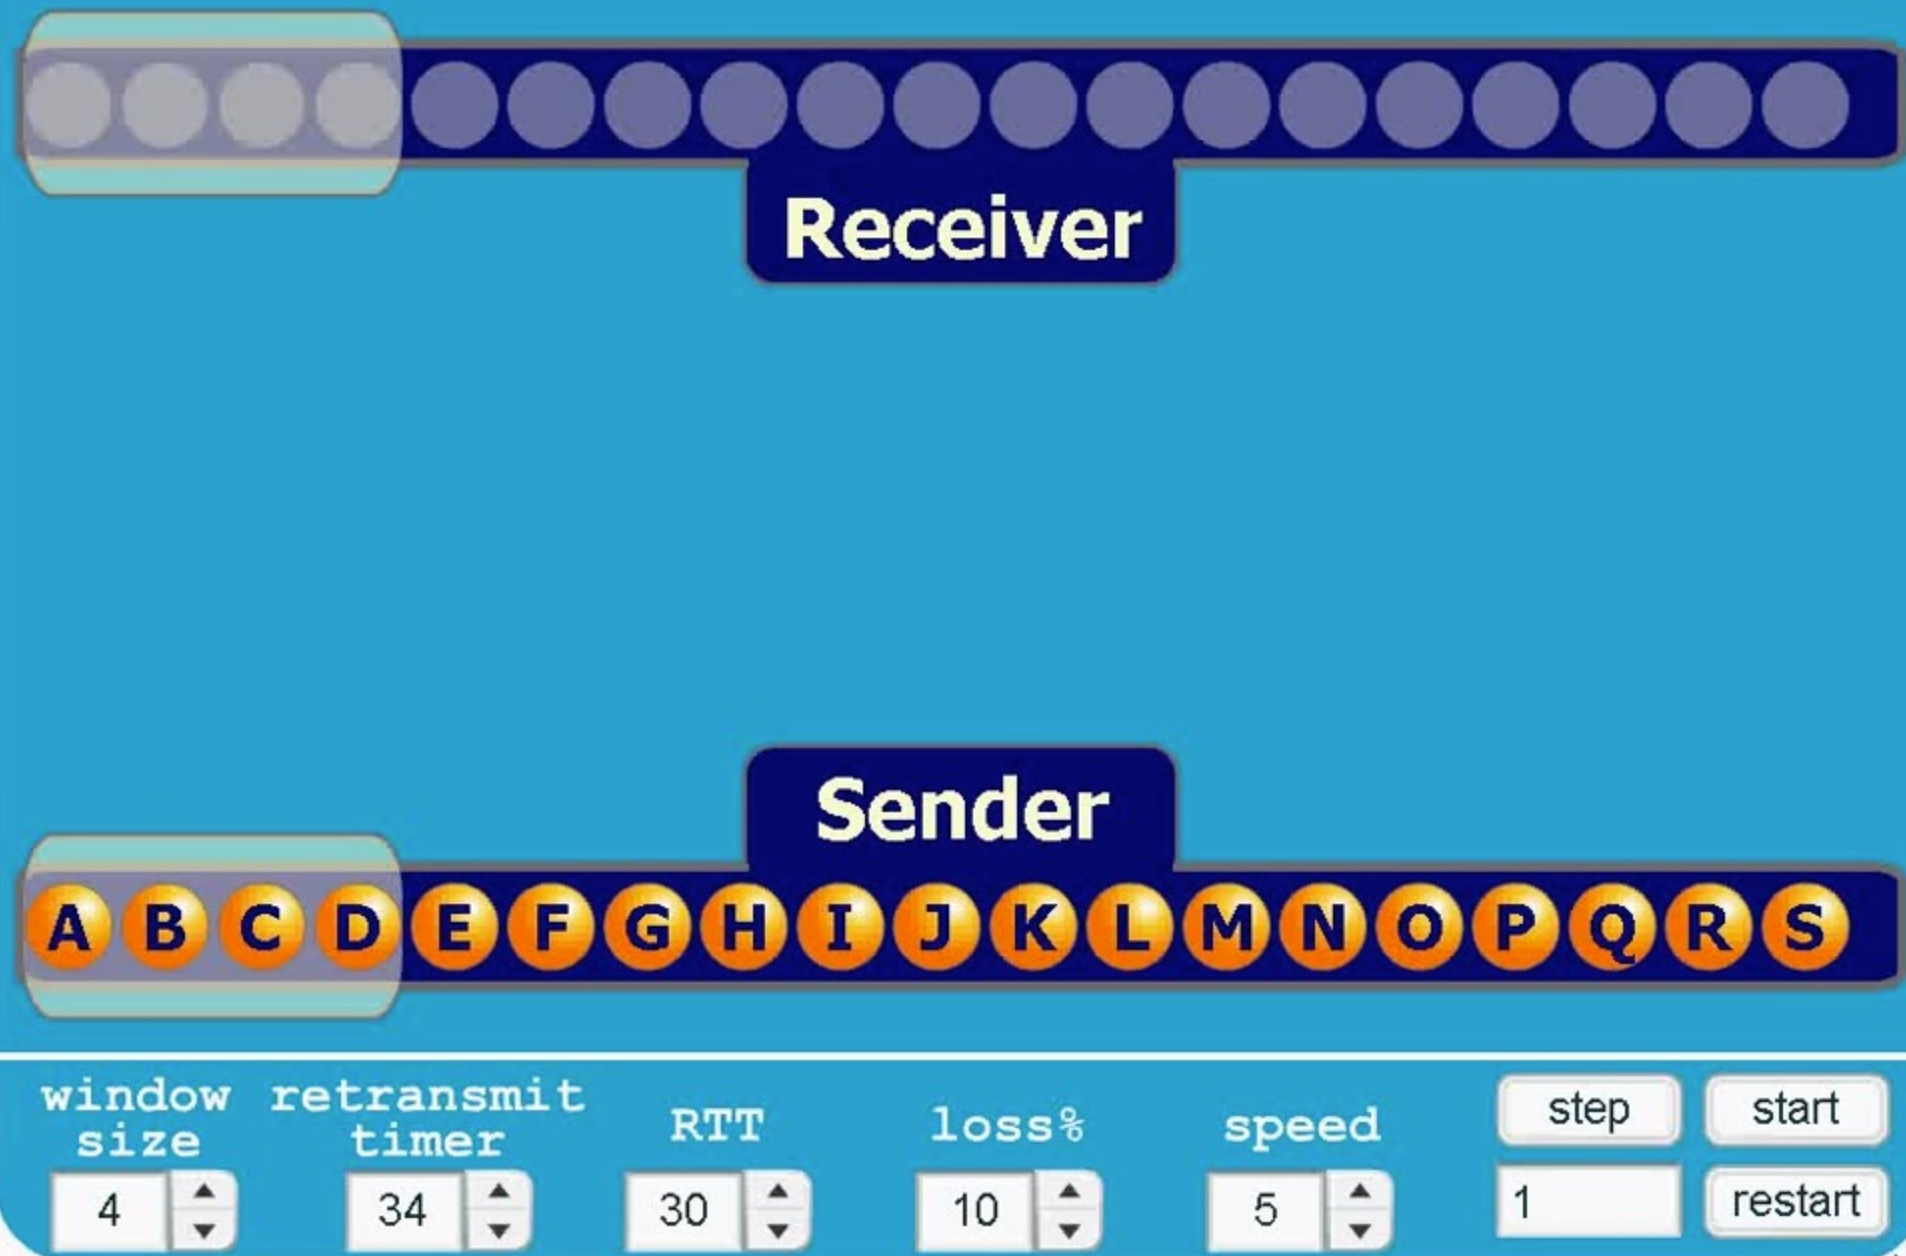 Receiver
Sender
A B C D E F G H I J K L M N O P Q R S
window size
retransmit timer
RTT
loss%
speed
step
start
4
34
30
10
5
1
restart